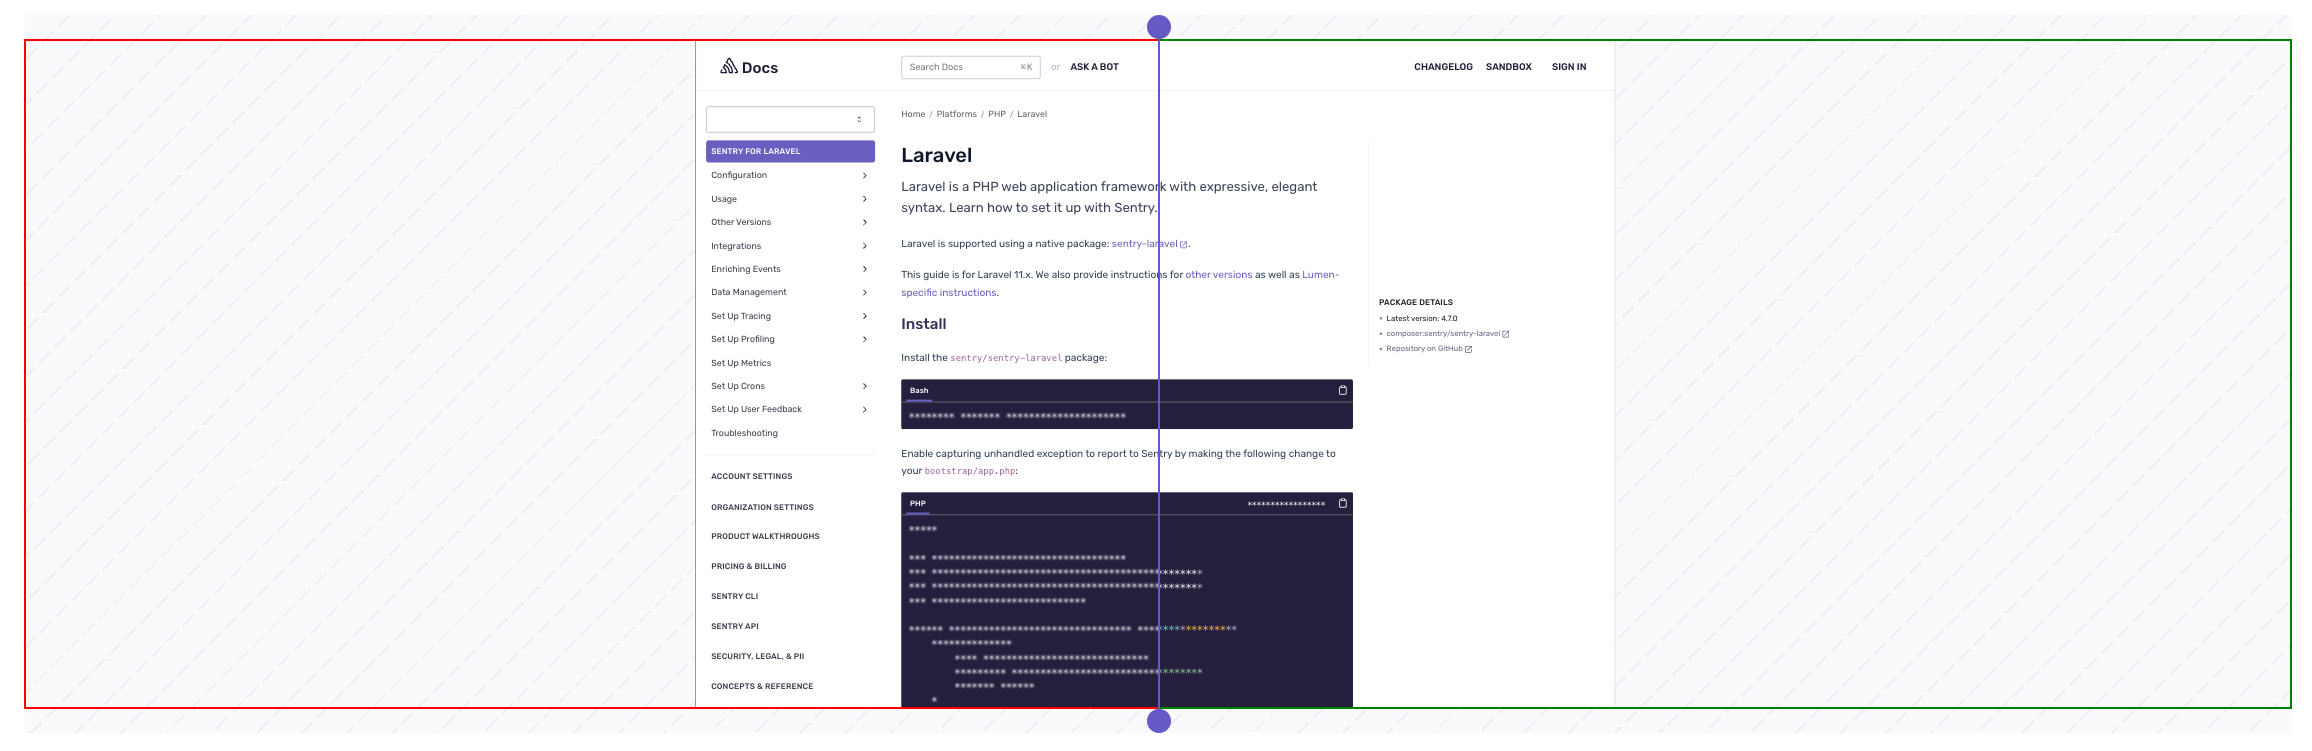 Docs
Search Docs ⌘K or ASK A BOT
CHANGELOG SANDBOX SIGN IN
SENTRY FOR LARAVEL
Configuration
Usage
Other Versions
Integrations
Enriching Events
Data Management
Set Up Tracing
Set Up Profiling
Set Up Metrics
Set Up Crons
Set Up User Feedback
Troubleshooting
ACCOUNT SETTINGS
ORGANIZATION SETTINGS
PRODUCT WALKTHROUGHS
PRICING & BILLING
SENTRY CLI
SENTRY API
SECURITY, LEGAL, & PII
CONCEPTS & REFERENCE
Home / Platforms / PHP / Laravel
Laravel
Laravel is a PHP web application framework with expressive, elegant
syntax. Learn how to set it up with Sentry.
Laravel is supported using a native package: sentry-laravel.
This guide is for Laravel 11.x. We also provide instructions for other versions as well as Lumen-
specific instructions.
Install
Install the sentry/sentry-laravel package:
Bash
Enable capturing unhandled exception to report to Sentry by making the following change to
your bootstrap/app.php:
PHP
PACKAGE DETAILS
• Latest version: 4.7.0
• composer:sentry/sentry-laravel
• Repository on GitHub